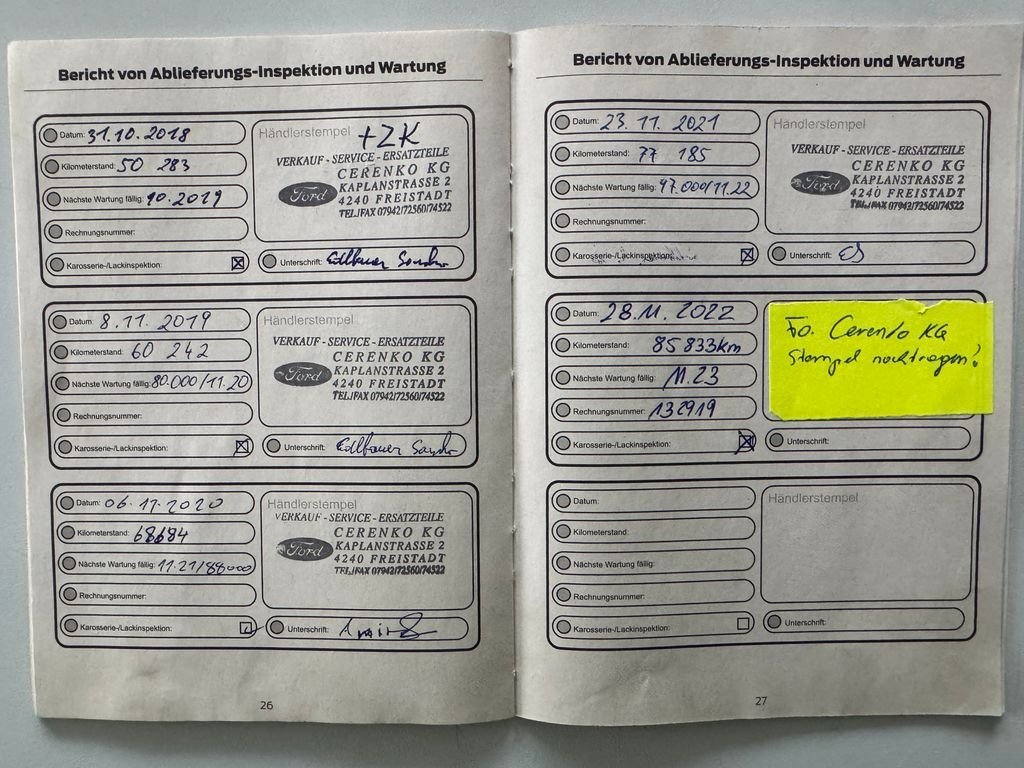 Bericht von Ablieferungs-Inspektion und Wartung
Datum: 31.10.2018
Kilometerstand: 50 283
Nächste Wartung fällig: 10.2019
Rechnungsnummer:
Karosserie-/Lackinspektion:
Händlerstempel +ZK
VERKAUF - SERVICE - ERSATZTEILE
CERENKO KG
Ford KAPLANSTRASSE 2
4240 FREISTADT
TEL./FAX 07942/72560/74522
Unterschrift:
Datum: 8.11.2019
Kilometerstand: 60 242
Nächste Wartung fällig: 80.000/11.20
Rechnungsnummer:
Karosserie-/Lackinspektion:
Händlerstempel
VERKAUF - SERVICE - ERSATZTEILE
CERENKO KG
Ford KAPLANSTRASSE 2
4240 FREISTADT
TEL./FAX 07942/72560/74522
Unterschrift:
Datum: 06.11.2020
Kilometerstand: 68684
Nächste Wartung fällig: 11.21/88000
Rechnungsnummer:
Karosserie-/Lackinspektion:
Händlerstempel
VERKAUF - SERVICE - ERSATZTEILE
CERENKO KG
Ford KAPLANSTRASSE 2
4240 FREISTADT
TEL./FAX 07942/72560/74522
Unterschrift:
26
Bericht von Ablieferungs-Inspektion und Wartung
Datum: 23.11.2021
Kilometerstand: 77 185
Nächste Wartung fällig: 97.000/11.22
Rechnungsnummer:
Karosserie-/Lackinspektion:
Händlerstempel
VERKAUF - SERVICE - ERSATZTEILE
CERENKO KG
Ford KAPLANSTRASSE 2
4240 FREISTADT
TEL./FAX 07942/72560/74522
Unterschrift: ES
Datum: 28.11.2022
Kilometerstand: 85 833km
Nächste Wartung fällig: 11.23
Rechnungsnummer: 132919
Karosserie-/Lackinspektion:
Fa. Cerenko KG
Stempel nachtragen!
Unterschrift:
Datum:
Kilometerstand:
Nächste Wartung fällig:
Rechnungsnummer:
Karosserie-/Lackinspektion:
Händlerstempel
Unterschrift:
27